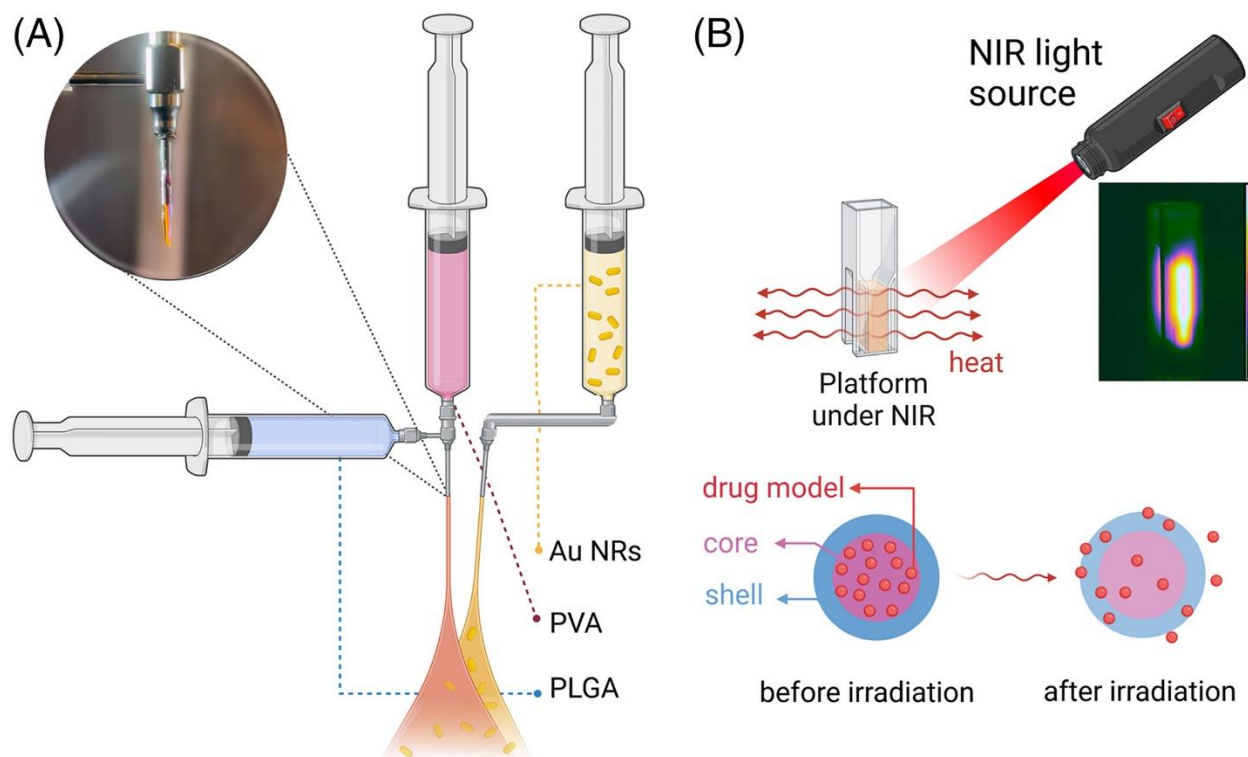 (A)
Au NRs
PVA
PLGA
(B)
NIR light
source
heat
Platform
under NIR
drug model
core
shell
before irradiation
after irradiation